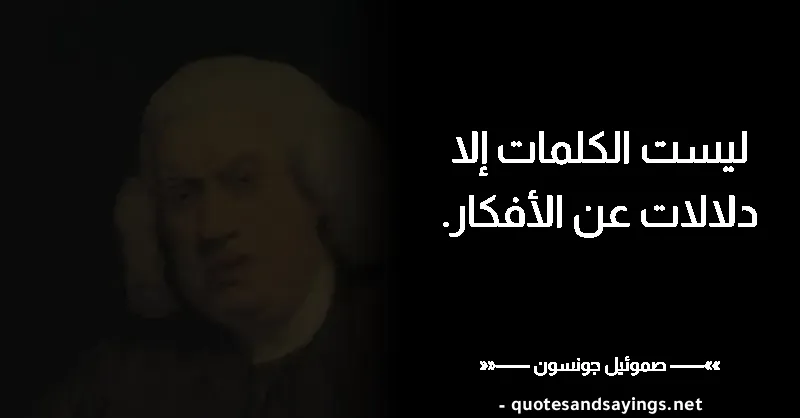 ليست الكلمات إلا
دلالات عن الأفكار.
»»—— صموئيل جونسون ——««
- quotesandsayings.net